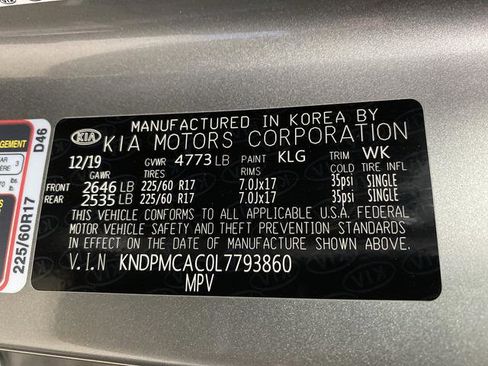 MANUFACTURED IN KOREA BY
KIA KIA MOTORS CORPORATION
12/19 GVWR 4773 LB PAINT KLG TRIM WK
GAWR TIRES RIMS COLD TIRE INFL
FRONT 2646 LB 225/60 R17 7.0Jx17 35psi SINGLE
REAR 2535 LB 225/60 R17 7.0Jx17 35psi SINGLE
THIS VEHICLE CONFORMS TO ALL APPLICABLE U.S.A. FEDERAL
MOTOR VEHICLE SAFETY AND THEFT PREVENTION STANDARDS
IN EFFECT ON THE DATE OF MANUFACTURE SHOWN ABOVE.
V.I.N KNDPMCAC0L7793860
MPV
D46
225/60R17